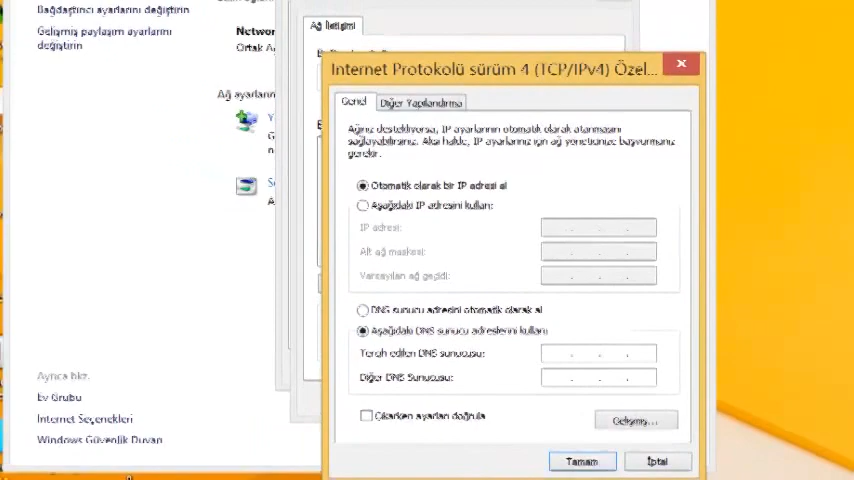 Bağdaştırıcı ayarlarını değiştirin
Gelişmiş paylaşım ayarlarını
değiştirin
Networ
Ortak A
Ağ ayarların
Ağ İletişimi
Internet Protokolü sürüm 4 (TCP/IPv4) Özel...
Genel
Diğer Yapılandırma
Ağınız destekliyorsa, IP ayarlarının otomatik olarak atanmasını
sağlayabilirsiniz. Aksi halde, IP ayarlarınız için ağ yöneticinize başvurmanız
gerekir.
Otomatik olarak bir IP adresi al
Aşağıdaki IP adresini kullan:
IP adresi:
Alt ağ maskesi:
Varsayılan ağ geçidi:
DNS sunucu adresini otomatik olarak al
Aşağıdaki DNS sunucu adreslerini kullan:
Tercih edilen DNS sunucusu:
Diğer DNS Sunucusu:
Çıkarken ayarları doğrula
Gelişmiş...
Tamam
İptal
Ayrıca bkz.
Ev Grubu
Internet Seçenekleri
Windows Güvenlik Duvarı